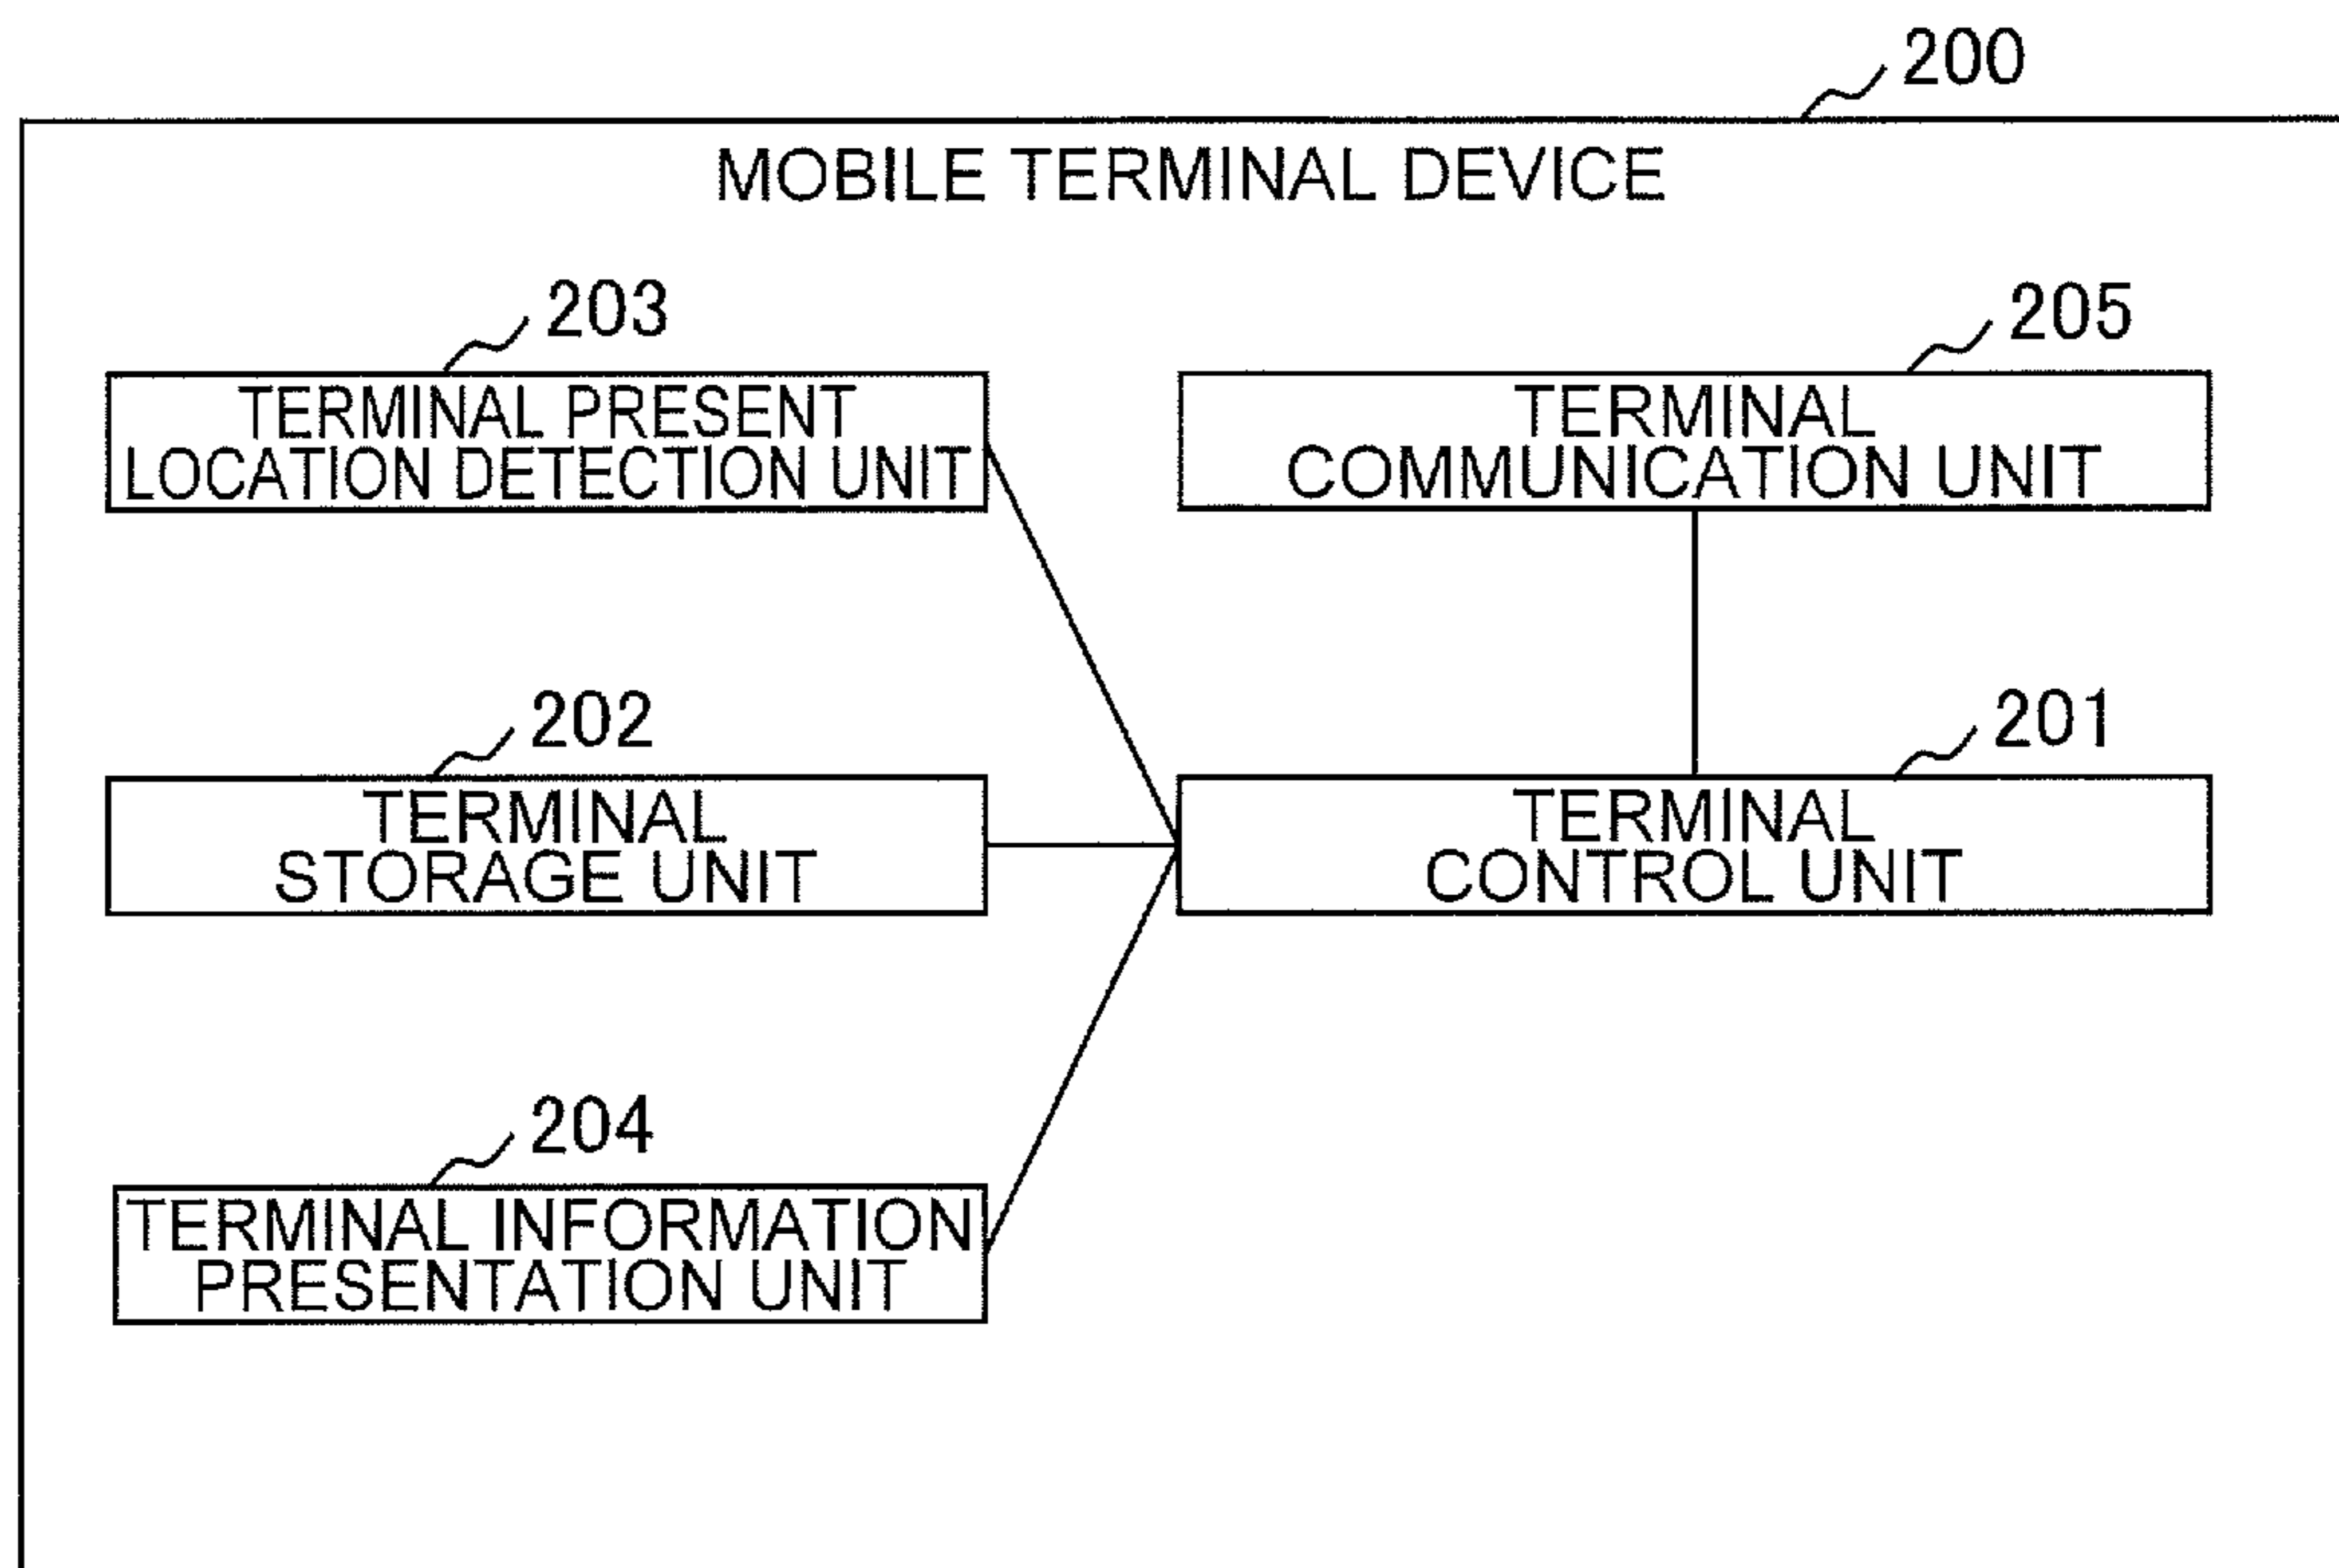 200
MOBILE TERMINAL DEVICE
203
TERMINAL PRESENT
LOCATION DETECTION UNIT
205
TERMINAL
COMMUNICATION UNIT
202
TERMINAL
STORAGE UNIT
201
TERMINAL
CONTROL UNIT
204
TERMINAL INFORMATION
PRESENTATION UNIT